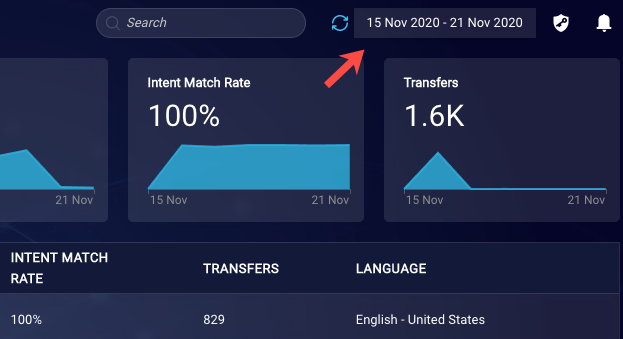 Search
15 Nov 2020 - 21 Nov 2020
Intent Match Rate
Transfers
100%
1.6K
21 Nov
15 Nov
21 Nov
15 Nov
21 Nov
INTENT MATCH
RATE
TRANSFERS
LANGUAGE
100%
829
English - United States